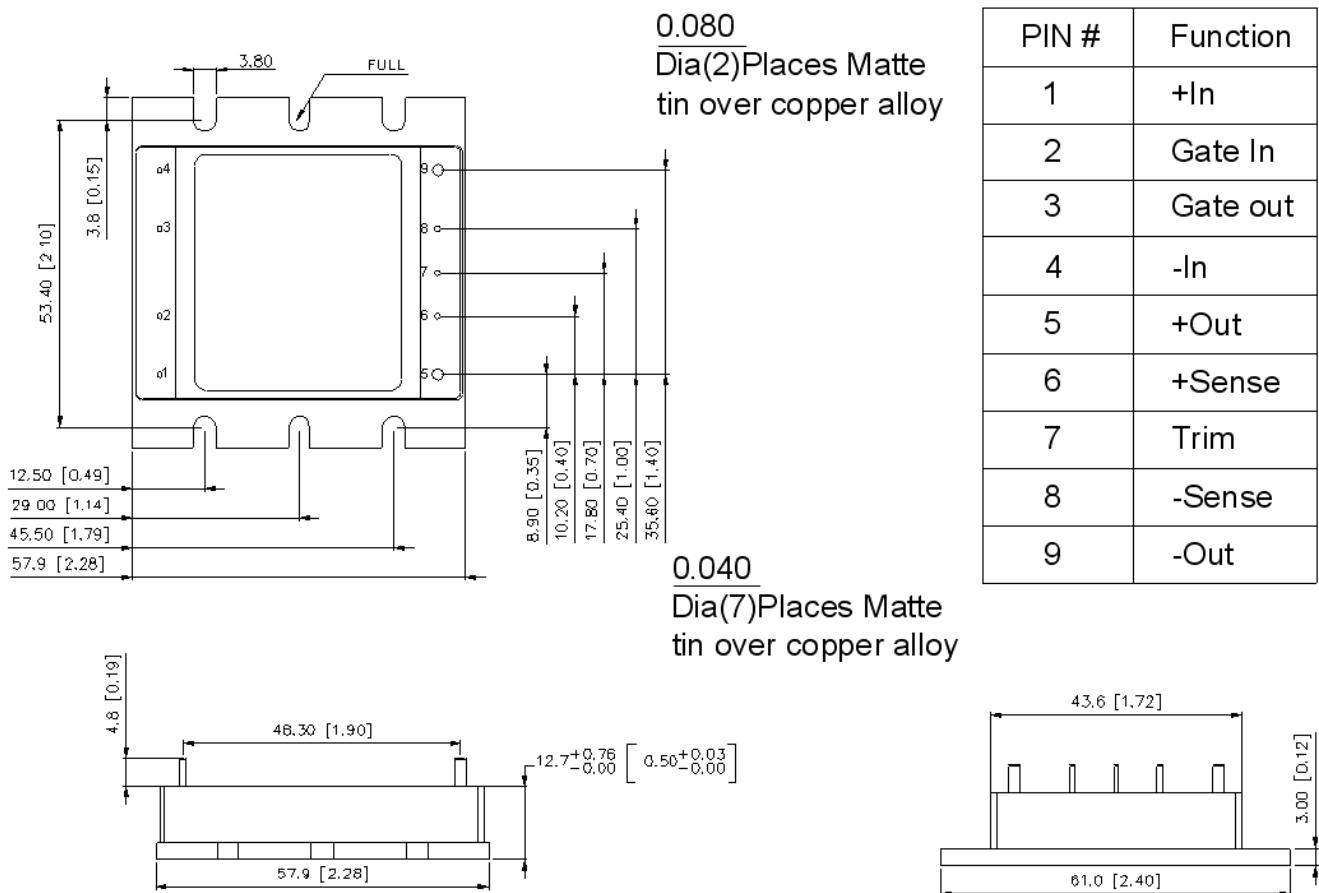 0.080
Dia(2)Places Matte
tin over copper alloy
PIN # Function
1 +In
2 Gate In
3 Gate out
4 -In
5 +Out
6 +Sense
7 Trim
8 -Sense
9 -Out
3.80
FULL
3.8 [0.15]
53.40 [2 10]
4
3
2
1
9
8
7
6
5
12.50 [0.49]
29 00 [1.14]
45.50 [1.79]
57.9 [2.28]
8.90 [0.35]
10.20 [0.40]
17.80 [0.70]
25.40 [1.00]
35.60 [1.40]
0.040
Dia(7)Places Matte
tin over copper alloy
4.8 [0.19]
48.30 [1.90]
12.7+0.76-0.00 [0.50+0.03-0.00]
57.9 [2.28]
43.6 [1.72]
3.00 [0.12]
61.0 [2.40]